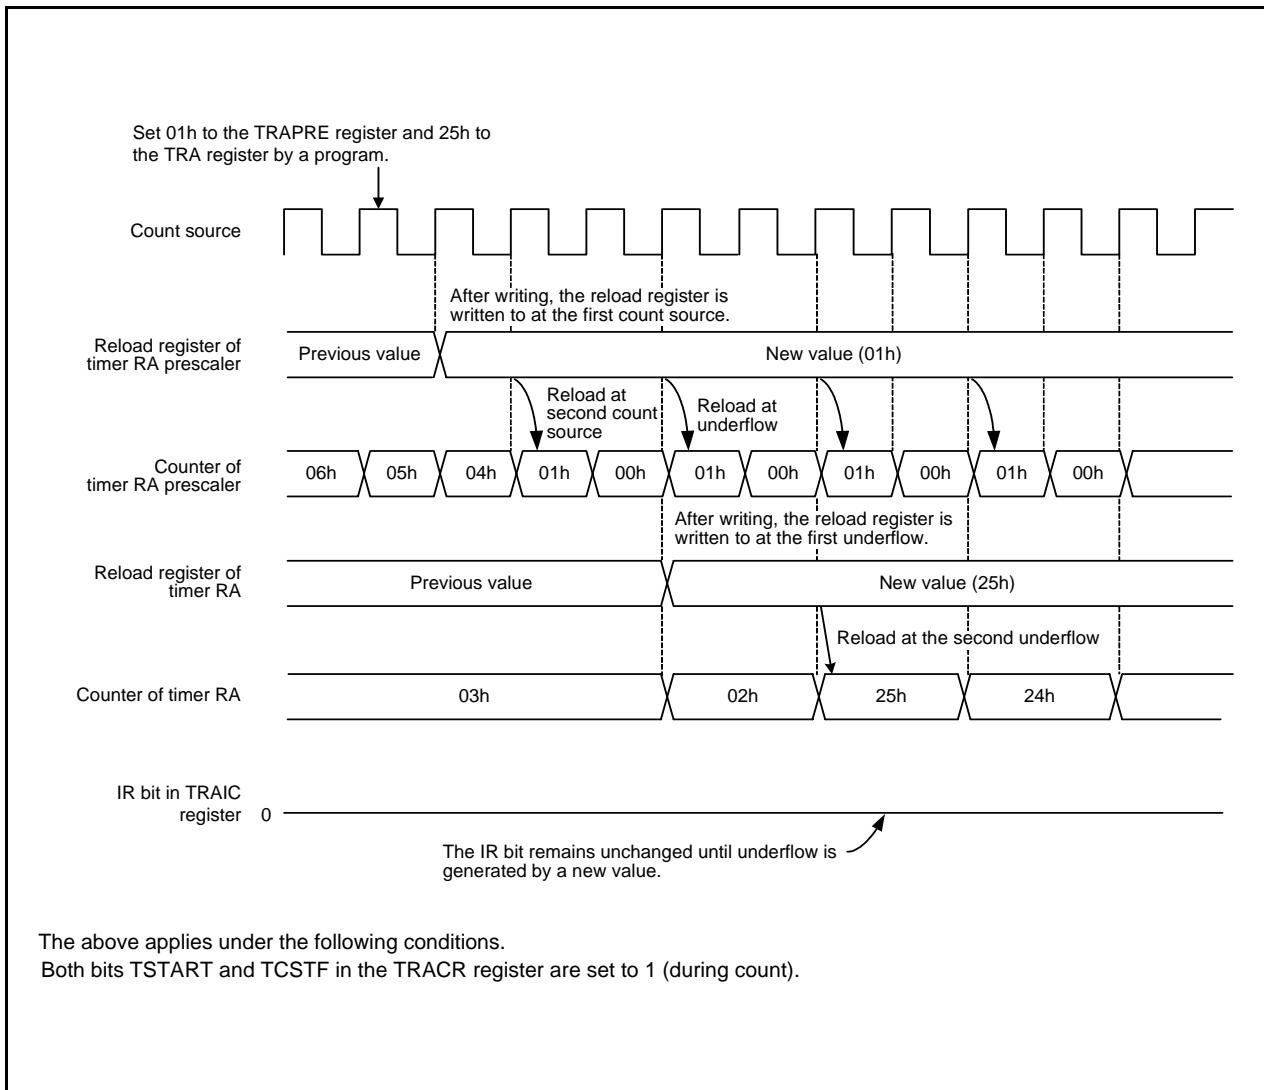 Set 01h to the TRAPRE register and 25h to
the TRA register by a program.
Count source
After writing, the reload register is
written to at the first count source.
Reload register of
timer RA prescaler
Previous value
New value (01h)
Reload at
second count
source
Reload at
underflow
Counter of
timer RA prescaler
06h 05h 04h 01h 00h 01h 00h 01h 00h 01h 00h
After writing, the reload register is
written to at the first underflow.
Reload register of
timer RA
Previous value
New value (25h)
Reload at the second underflow
Counter of timer RA
03h 02h 25h 24h
IR bit in TRAIC
register
0
The IR bit remains unchanged until underflow is
generated by a new value.
The above applies under the following conditions.
Both bits TSTART and TCSTF in the TRACR register are set to 1 (during count).